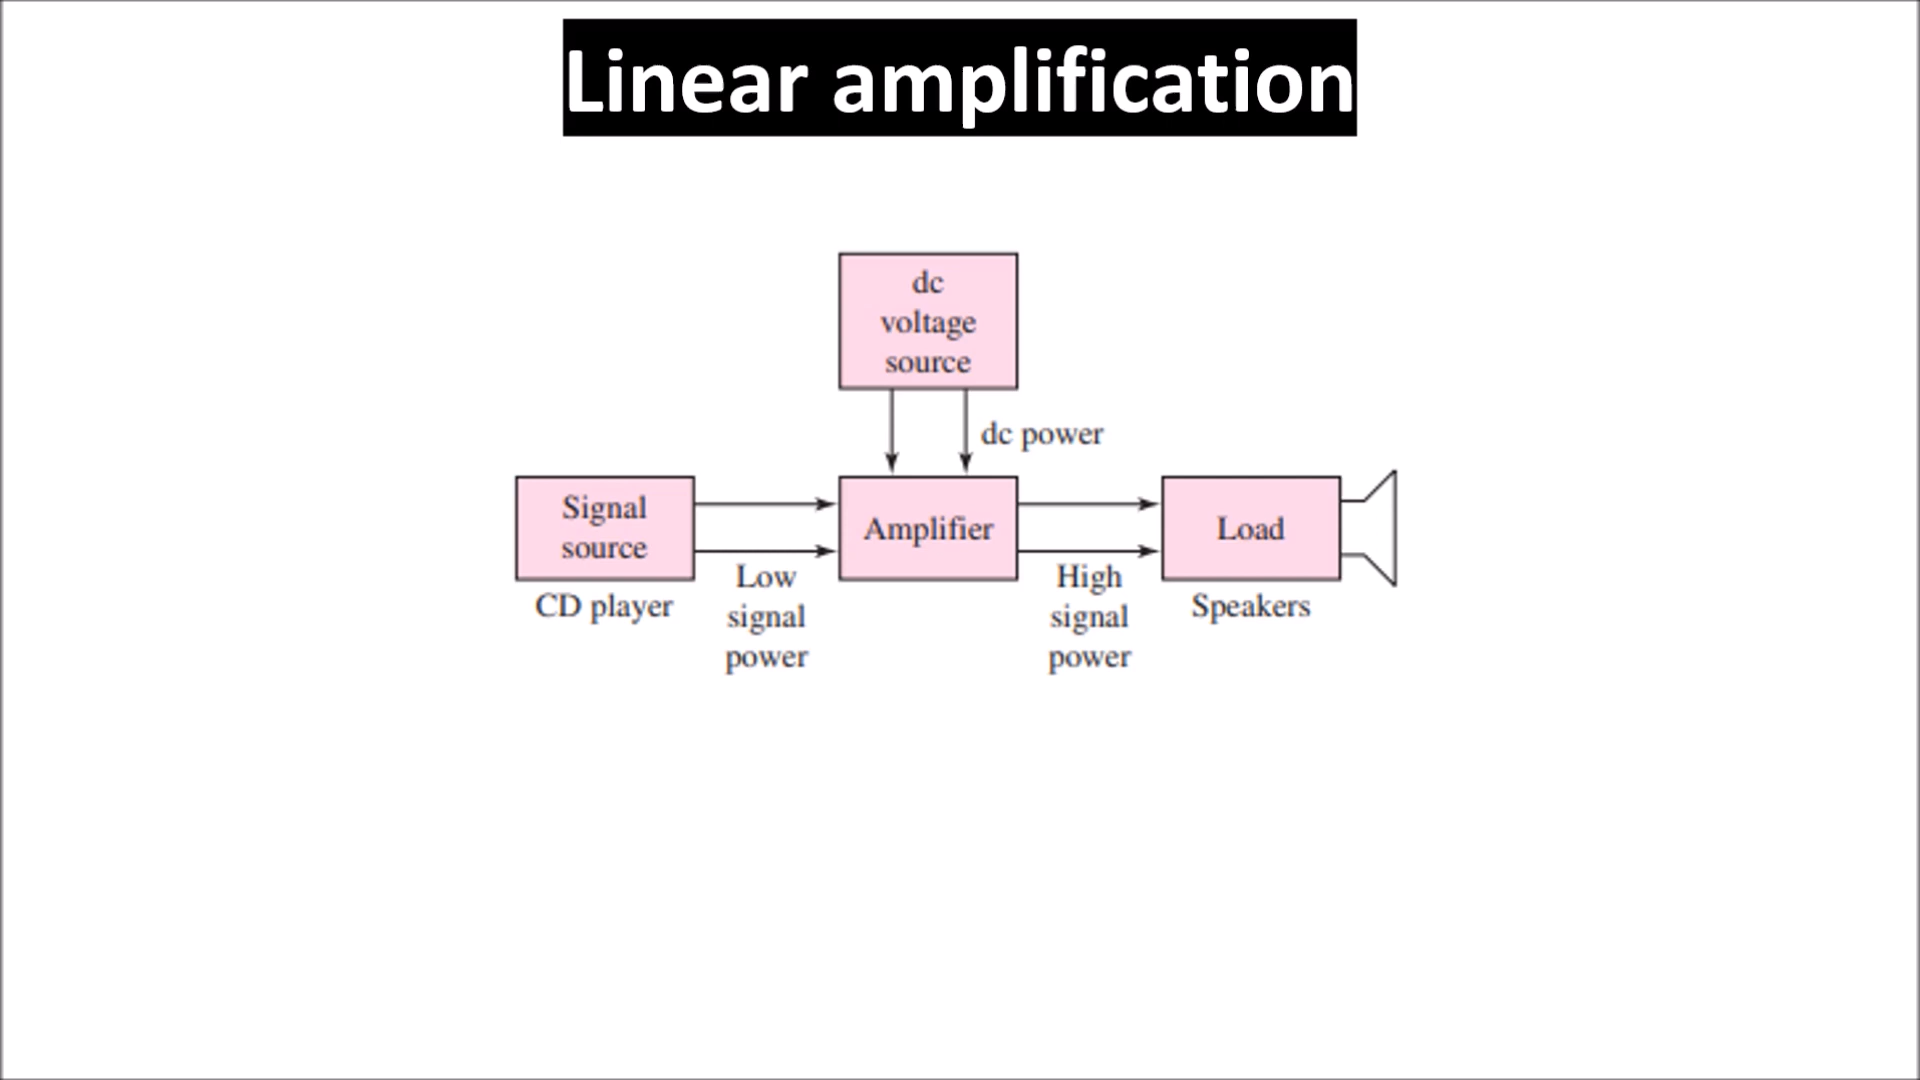 Linear amplification
dc
voltage
source
dc power
Signal
source
CD player
Low
signal
power
Amplifier
High
signal
power
Load
Speakers